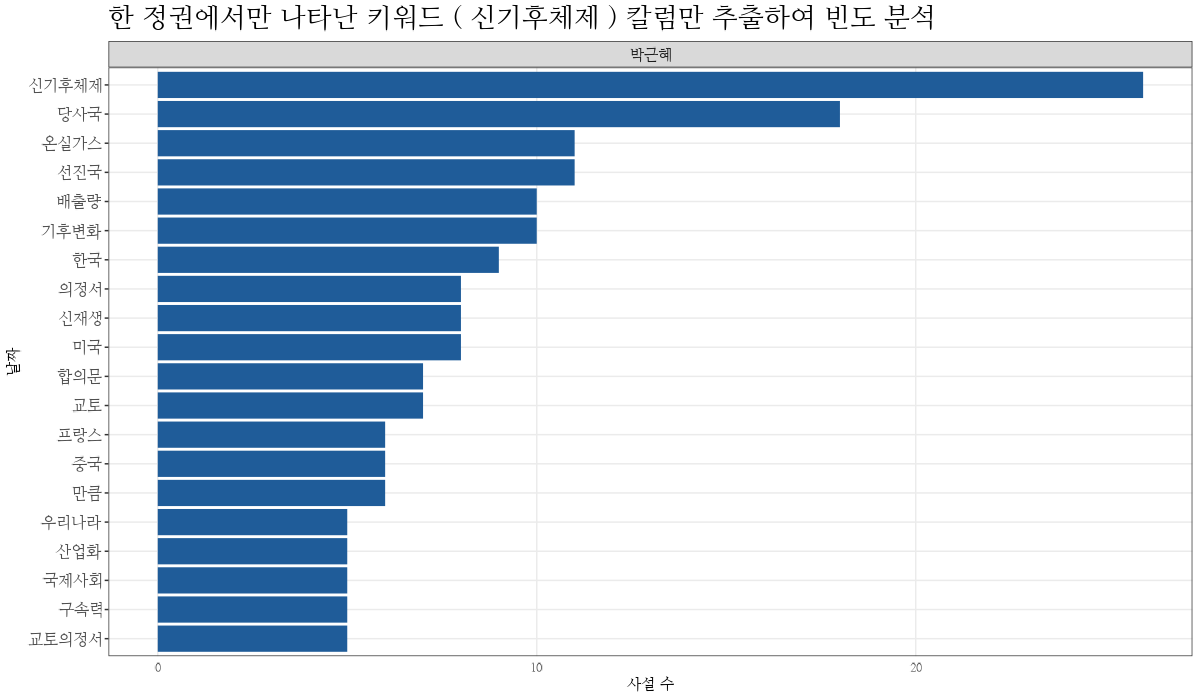 한 정권에서만 나타난 키워드 ( 신기후체제 ) 칼럼만 추출하여 빈도 분석
박근혜
신기후체제
당사국
온실가스
선진국
배출량
기후변화
한국
의정서
신재생
미국
합의문
교토
프랑스
중국
만큼
우리나라
산업화
국제사회
구속력
교토의정서
날짜
0 10 20
사설 수